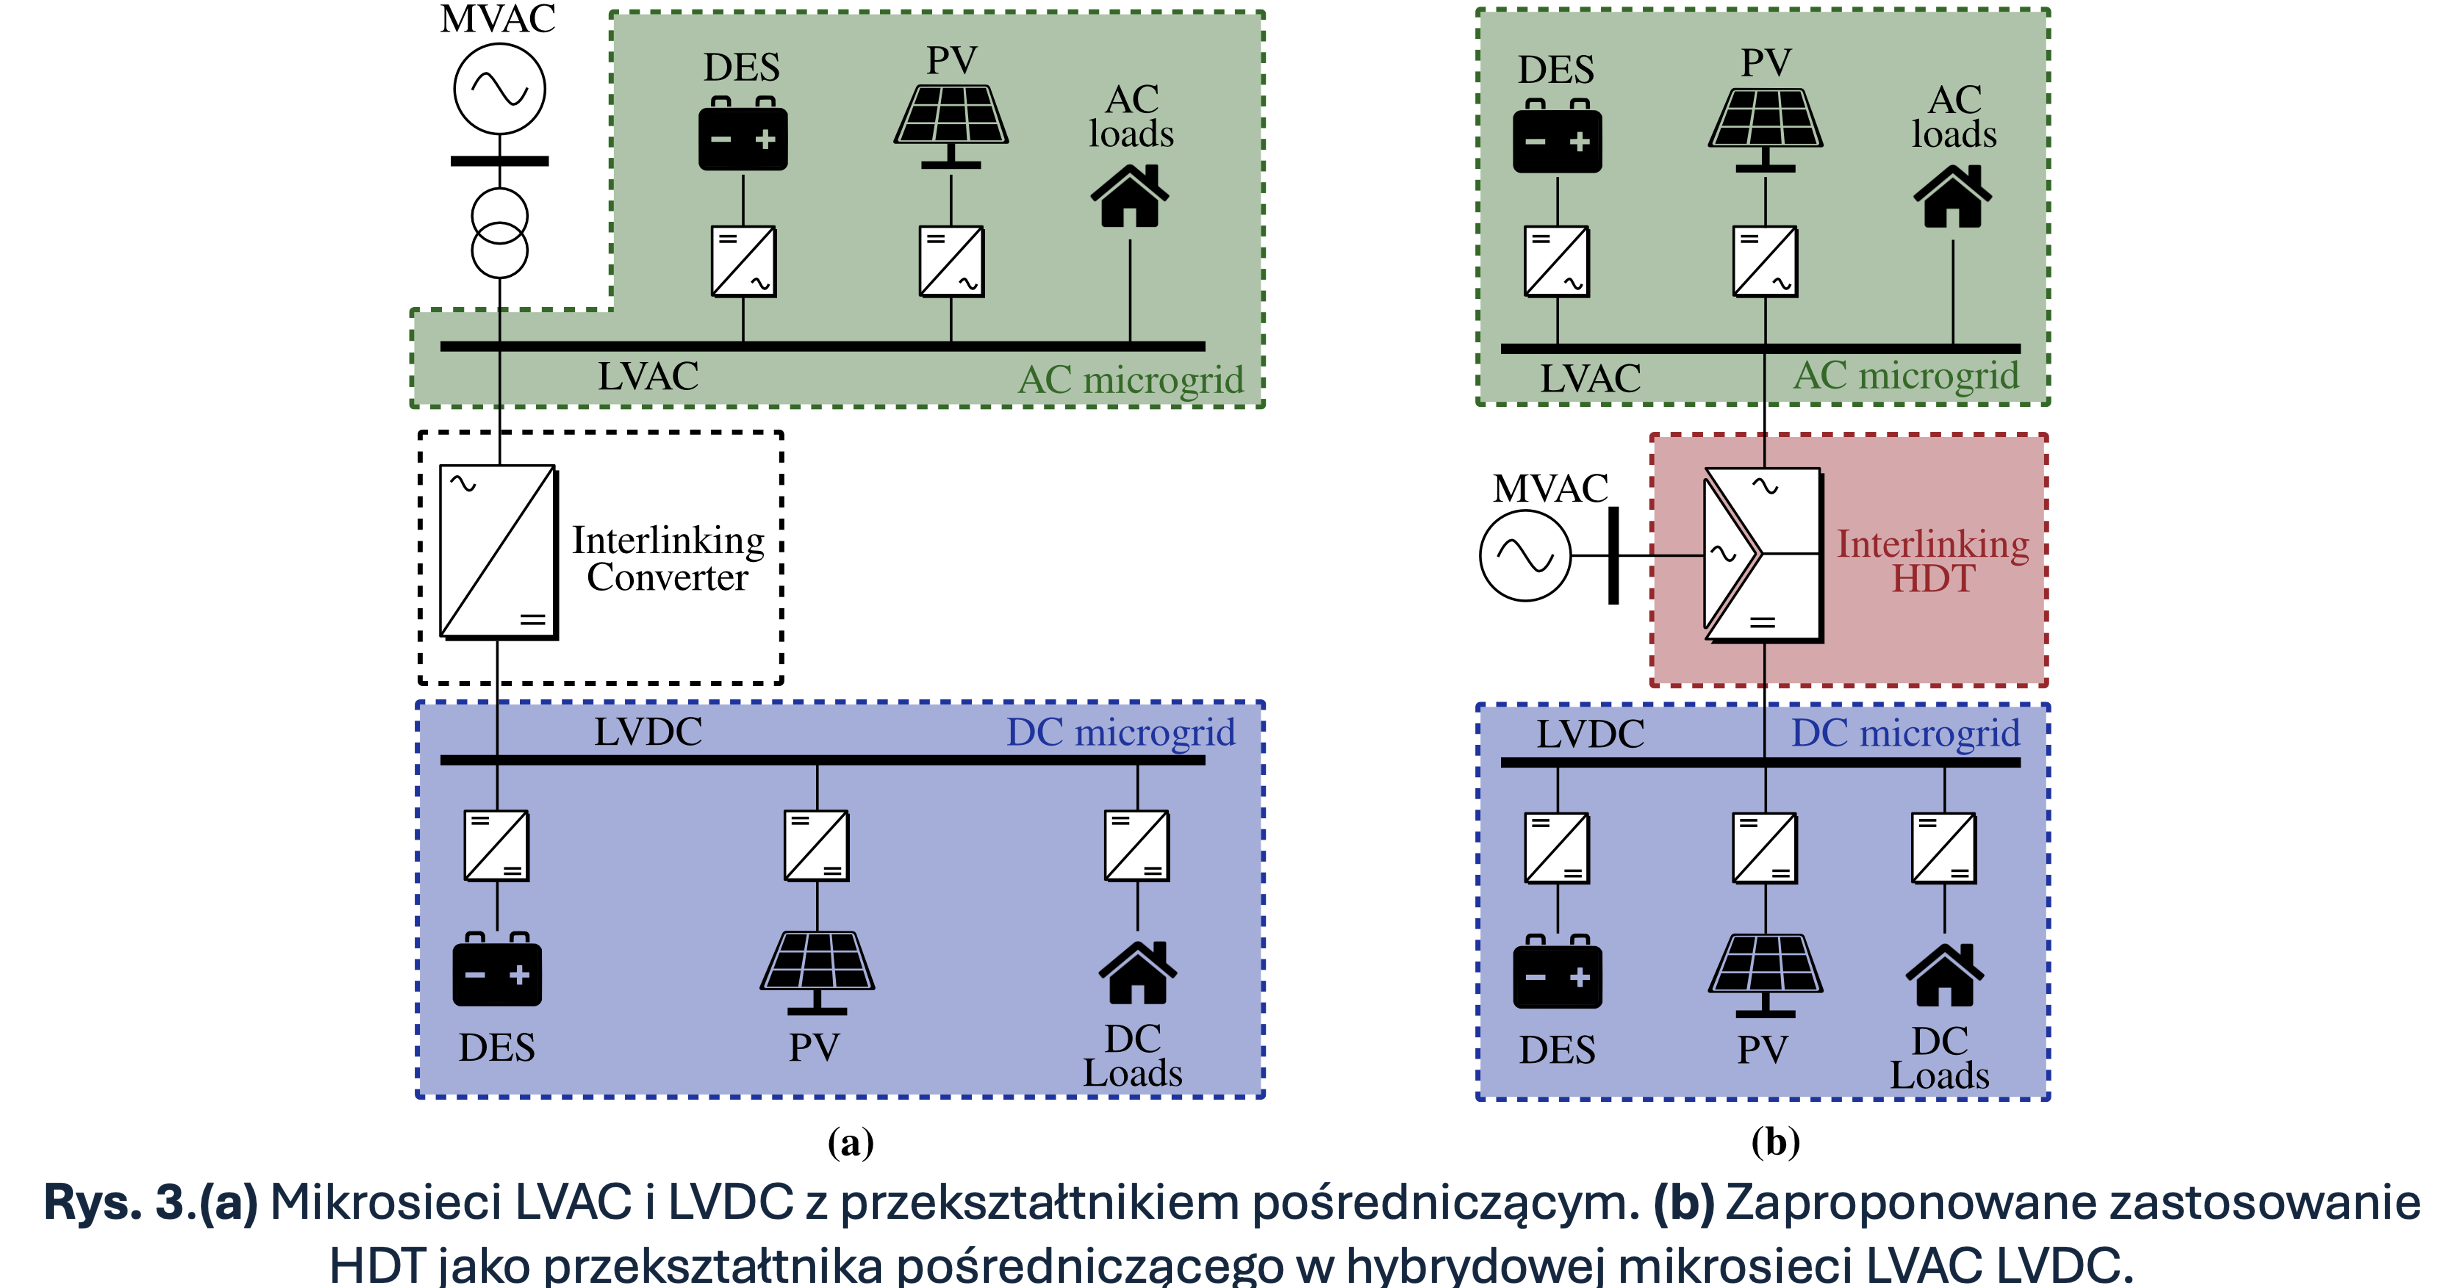 MVAC
DES
PV
AC
loads
LVAC
AC microgrid
Interlinking
Converter
LVDC
DC microgrid
DES
PV
DC
Loads
(a)
DES
PV
AC
loads
LVAC
AC microgrid
MVAC
Interlinking
HDT
LVDC
DC microgrid
DES
PV
DC
Loads
(b)
Rys. 3.(a) Mikrosieci LVAC i LVDC z przekształtnikiem pośredniczącym. (b) Zaproponowane zastosowanie
HDT jako przekształtnika pośredniczącego w hybrydowej mikrosieci LVAC LVDC.